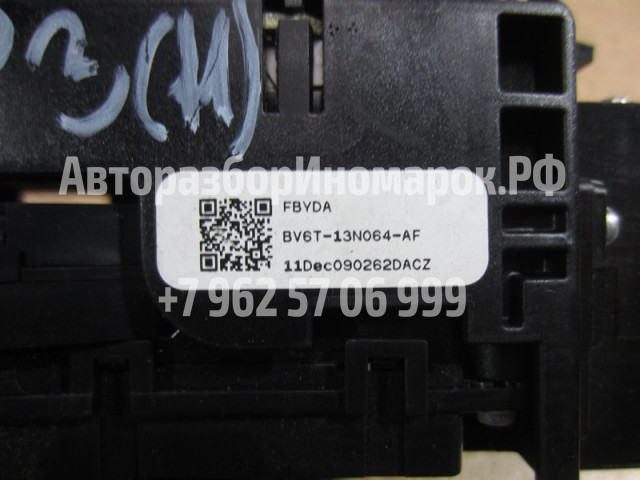 АвторазборИномарок.РФ
FBYDA
BV6T-13N064-AF
11Dec090262DACZ
+7 962 57 06 999